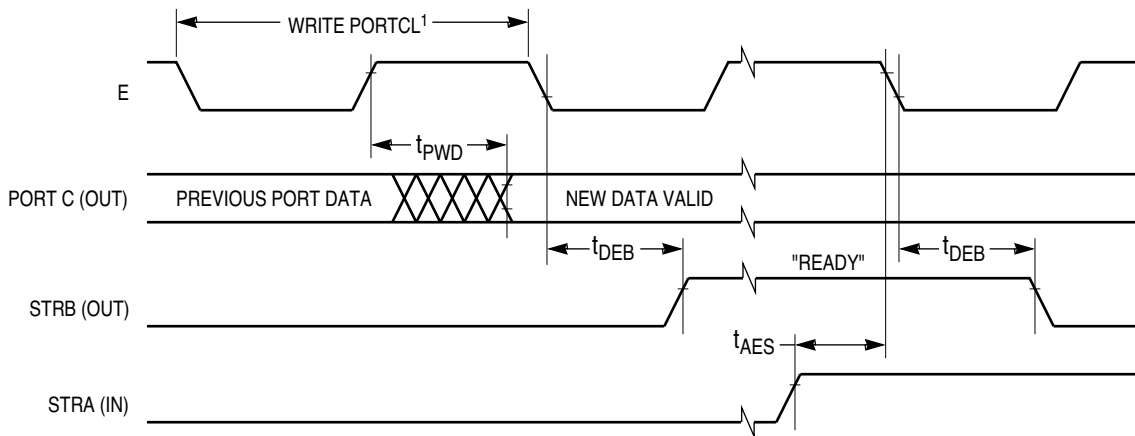 WRITE PORTCL1
E
tPWD
PORT C (OUT)
PREVIOUS PORT DATA
NEW DATA VALID
tDEB
"READY"
tDEB
STRB (OUT)
tAES
STRA (IN)